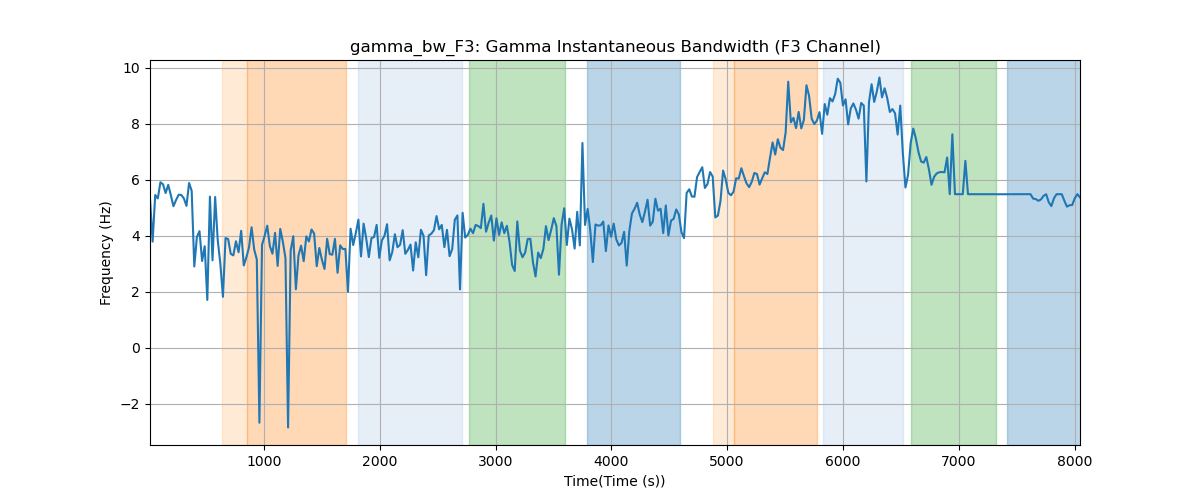 gamma_bw_F3: Gamma Instantaneous Bandwidth (F3 Channel)
Frequency (Hz)
10
8
6
4
2
0
−2
1000 2000 3000 4000 5000 6000 7000 8000
Time(Time (s))